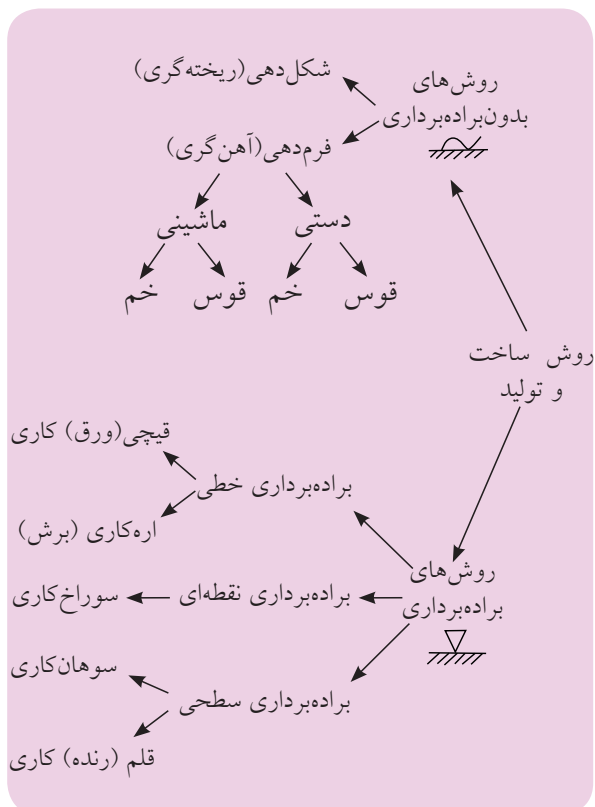 روش ساخت
و تولید
روش‌های
بدون‌براده‌برداری
شکل‌دهی(ریخته‌گری)
فرم‌دهی(آهن‌گری)
دستی
ماشینی
قوس
خم
قوس
خم
روش‌های
براده‌برداری
براده‌برداری خطی
قیچی(ورق) کاری
اره‌کاری (برش)
براده‌برداری نقطه‌ای
سوراخ‌کاری
براده‌برداری سطحی
سوهان‌کاری
قلم (رنده) کاری